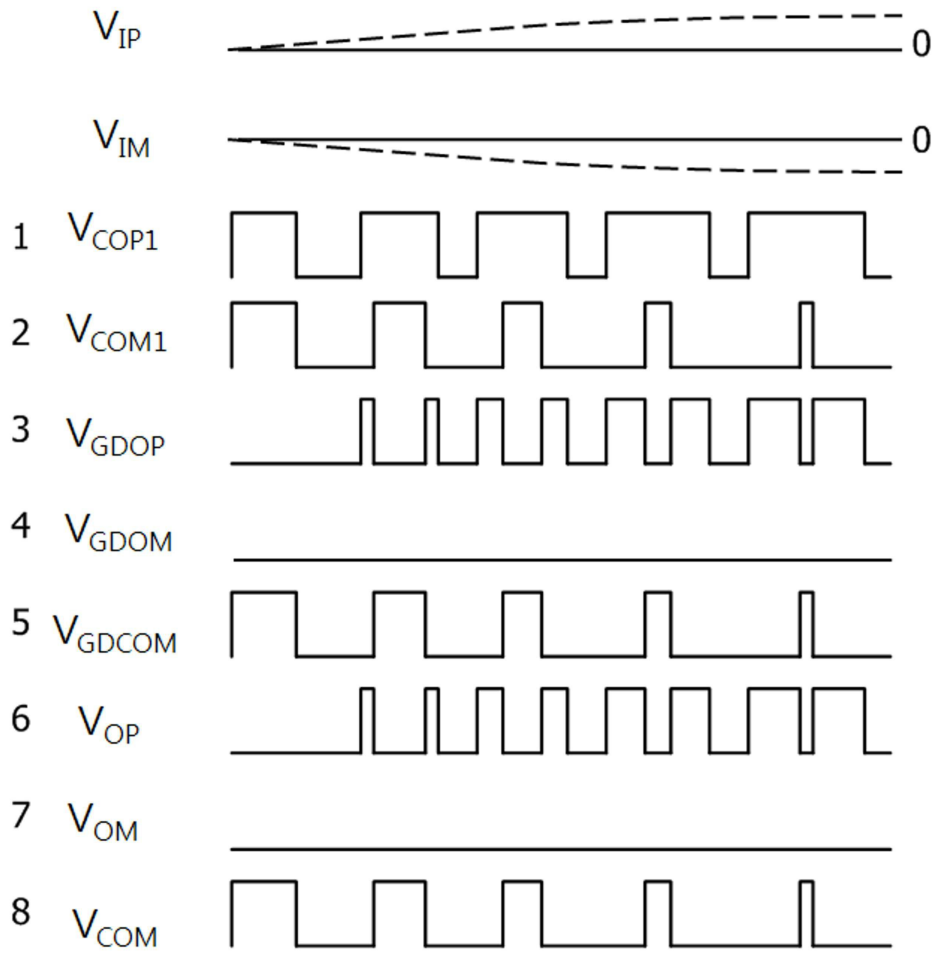 V_IP 0
V_IM 0
1 V_COP1
2 V_COM1
3 V_GDOP
4 V_GDOM
5 V_GDCOM
6 V_OP
7 V_OM
8 V_COM